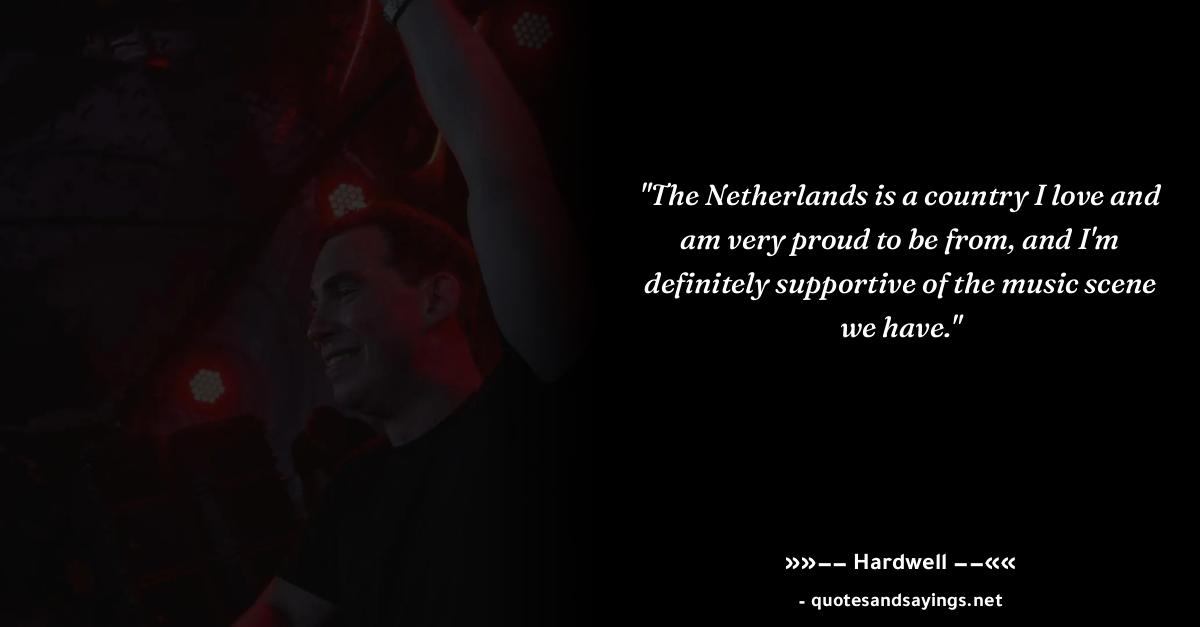 "The Netherlands is a country I love and
am very proud to be from, and I'm
definitely supportive of the music scene
we have."
»»−− Hardwell −−««
- quotesandsayings.net